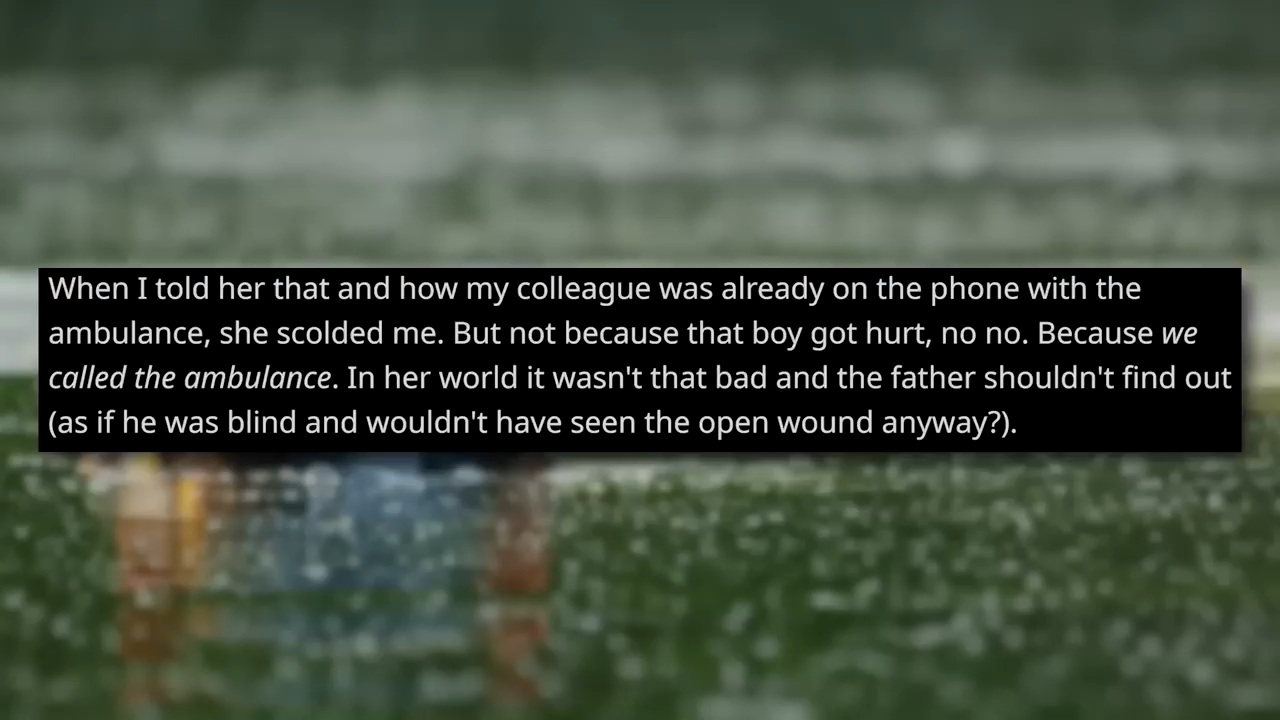 When I told her that and how my colleague was already on the phone with the
ambulance, she scolded me. But not because that boy got hurt, no no. Because we
called the ambulance. In her world it wasn't that bad and the father shouldn't find out
(as if he was blind and wouldn't have seen the open wound anyway?).